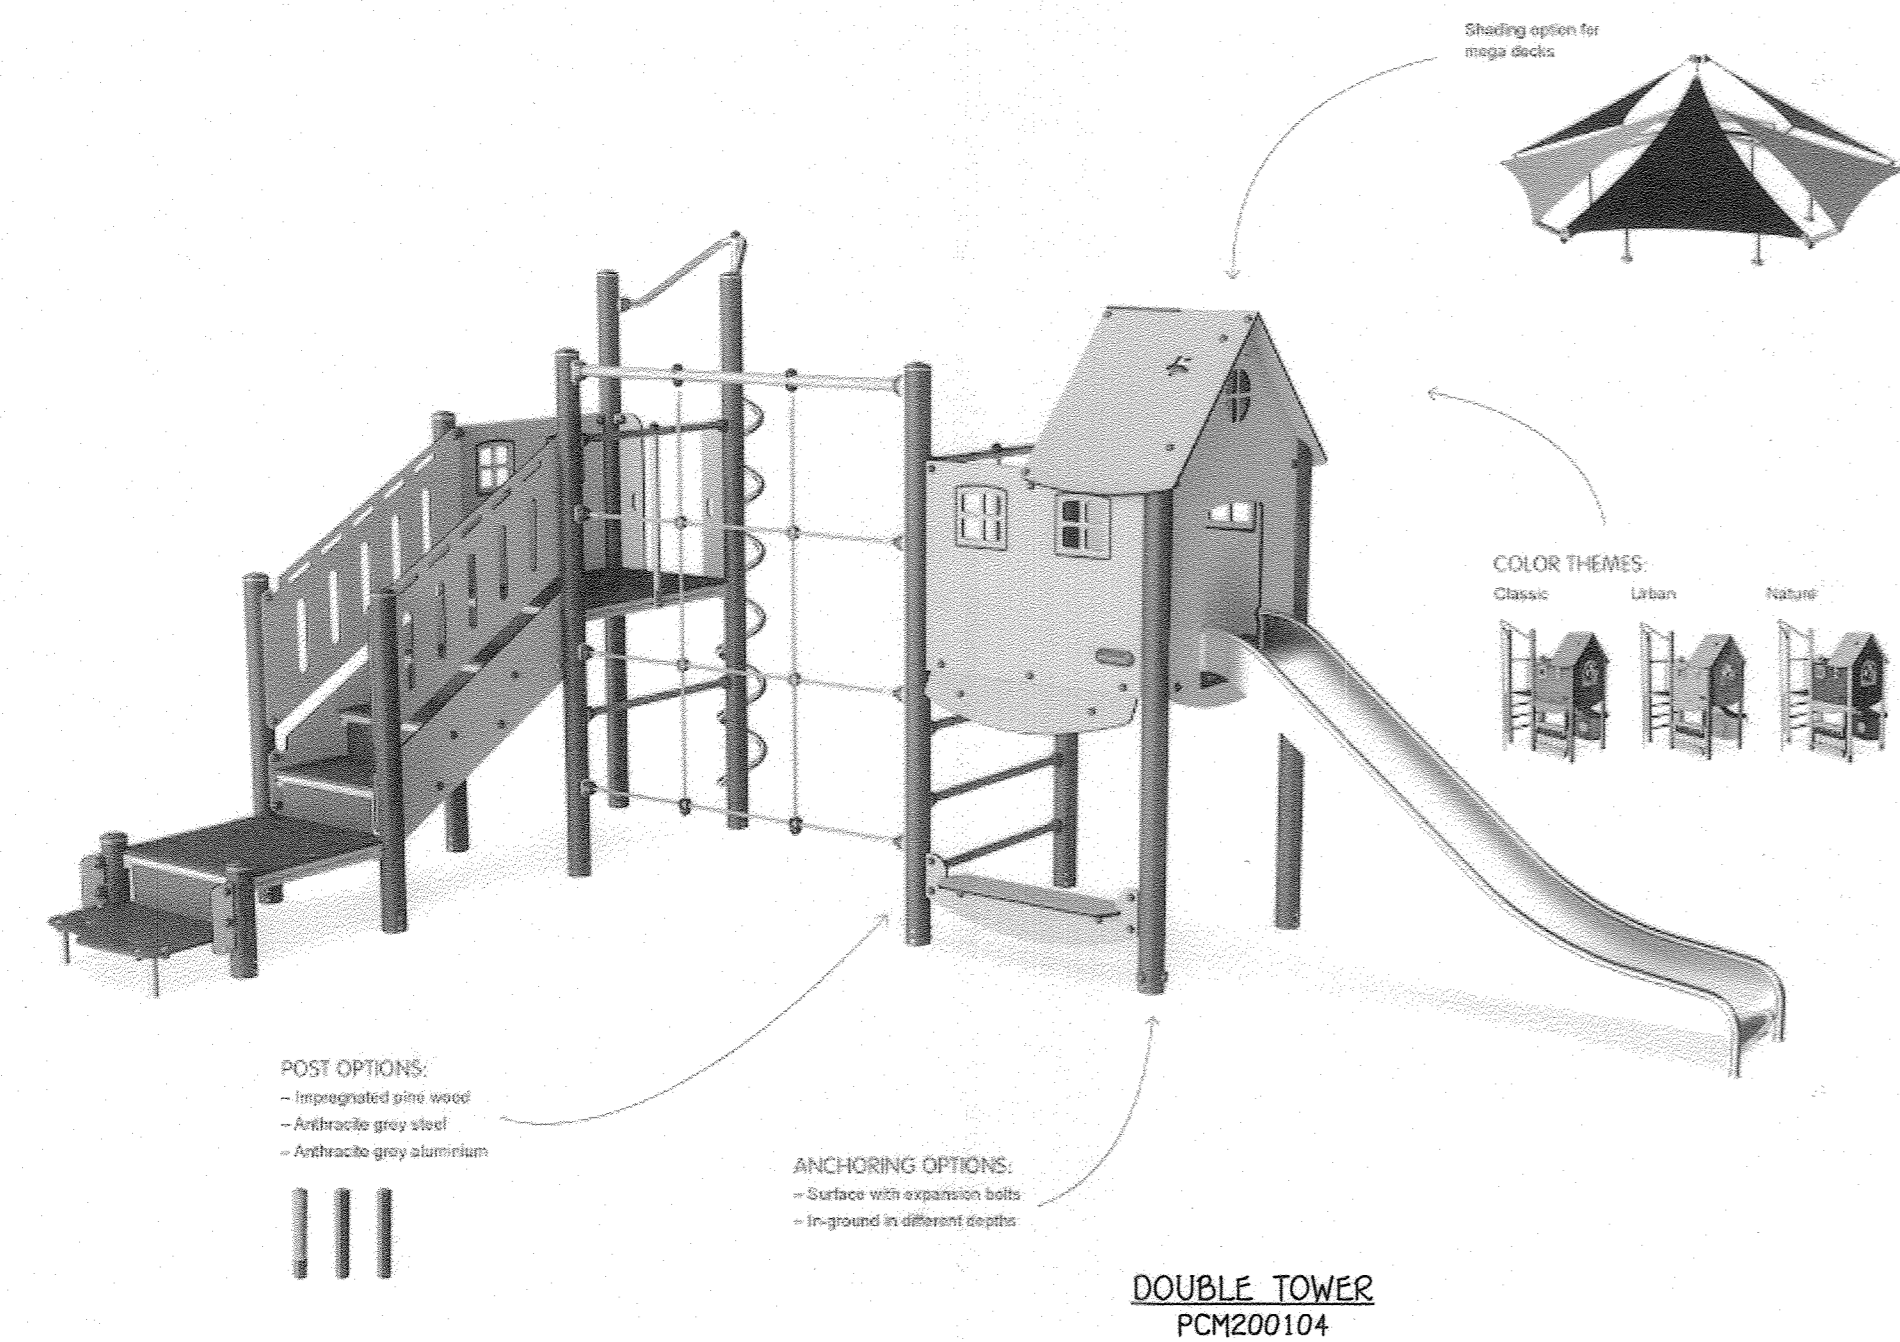 Shading option for
mega decks
COLOR THEMES:
Classic Urban Nature
POST OPTIONS:
– Impregnated pine wood
– Anthracite grey steel
– Anthracite grey aluminium
ANCHORING OPTIONS:
– Surface with expansion bolts
– In-ground in different depths
DOUBLE TOWER
PCM200104